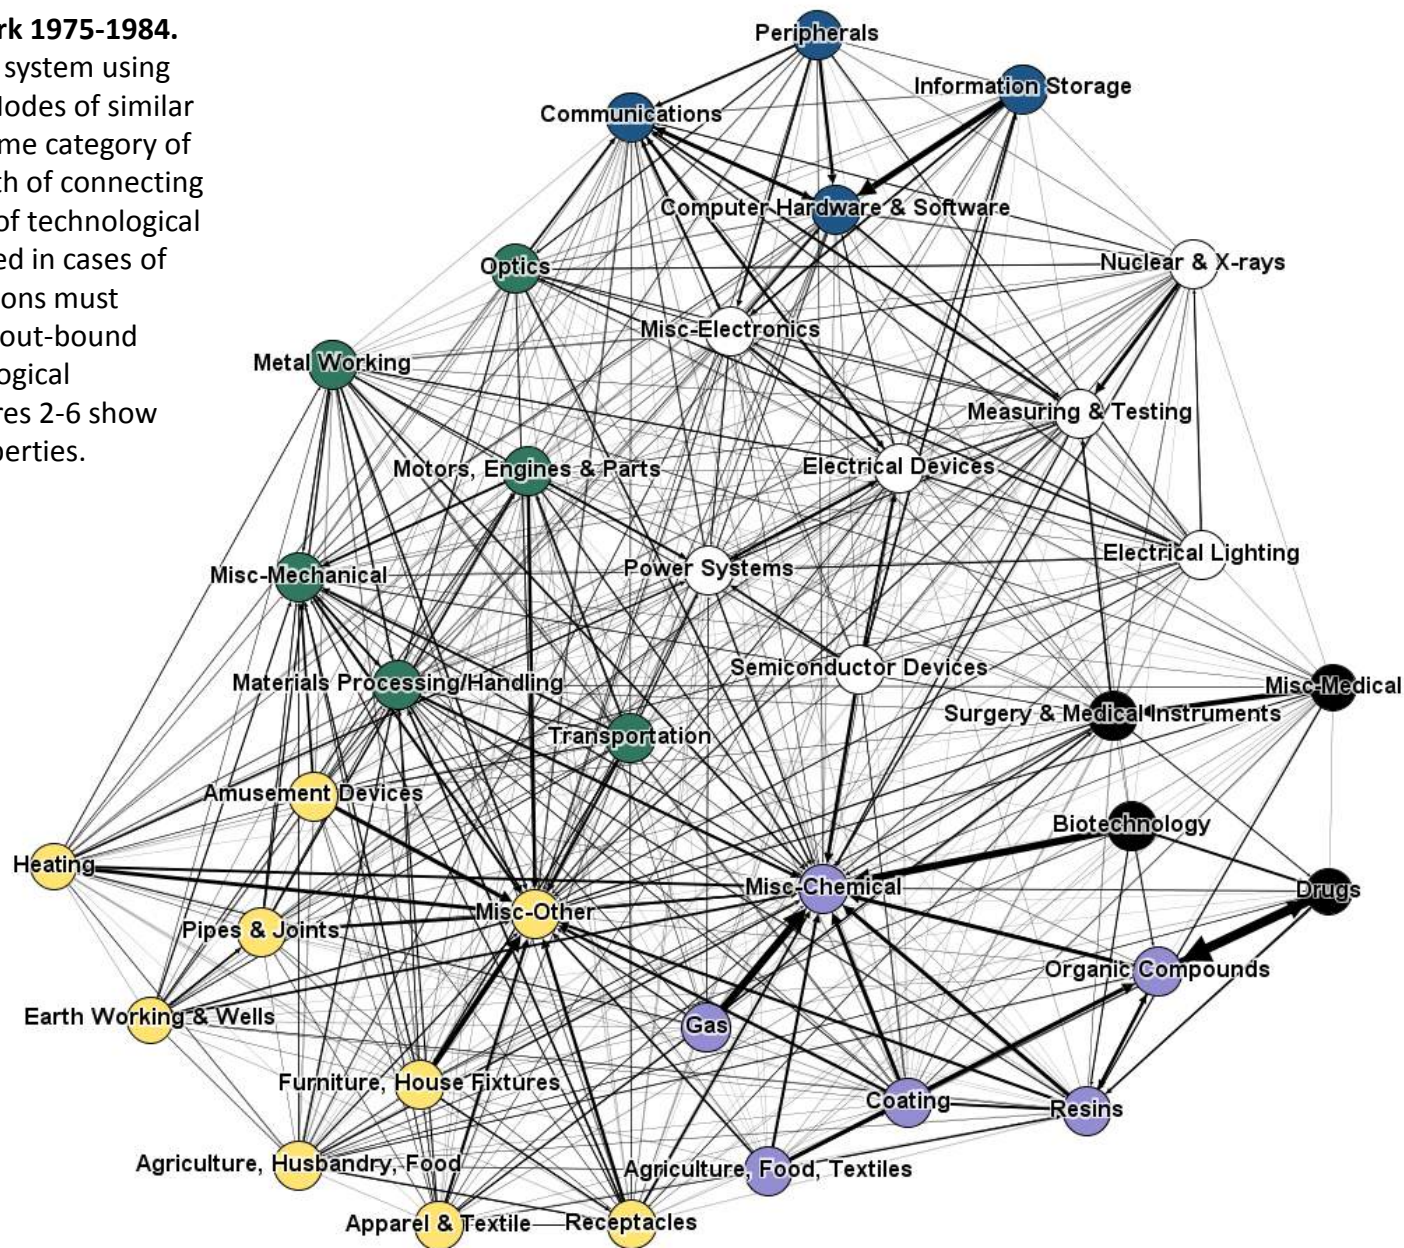 rk 1975-1984.
system using
Nodes of similar
me category of
th of connecting
of technological
ed in cases of
ons must
out-bound
ogical
res 2-6 show
perties.
Peripherals
Information Storage
Communications
Computer Hardware & Software
Optics
Nuclear & X-rays
Misc-Electronics
Metal Working
Measuring & Testing
Motors, Engines & Parts
Electrical Devices
Electrical Lighting
Misc-Mechanical
Power Systems
Semiconductor Devices
Materials Processing/Handling
Misc-Medical
Surgery & Medical Instruments
Transportation
Amusement Devices
Biotechnology
Heating
Misc-Chemical
Drugs
Misc-Other
Pipes & Joints
Organic Compounds
Earth Working & Wells
Gas
Furniture, House Fixtures
Coating
Resins
Agriculture, Husbandry, Food
Agriculture, Food, Textiles
Apparel & Textile
Receptacles